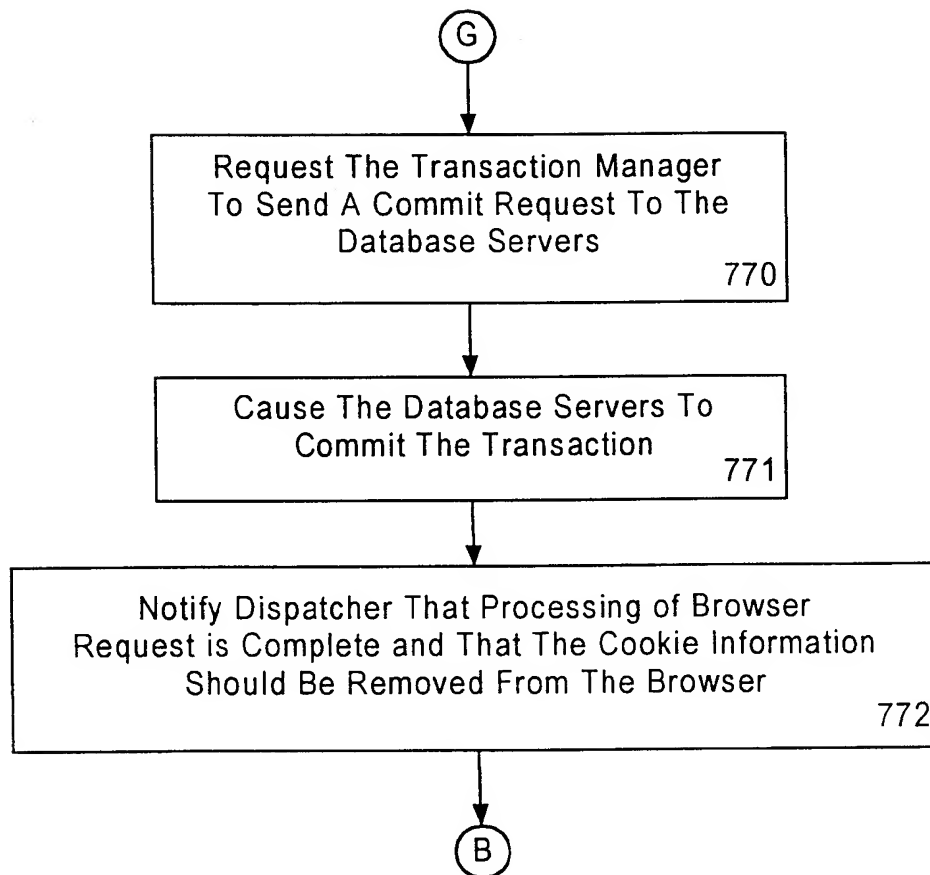 G
Request The Transaction Manager
To Send A Commit Request To The
Database Servers
770
Cause The Database Servers To
Commit The Transaction
771
Notify Dispatcher That Processing of Browser
Request is Complete and That The Cookie Information
Should Be Removed From The Browser
772
B